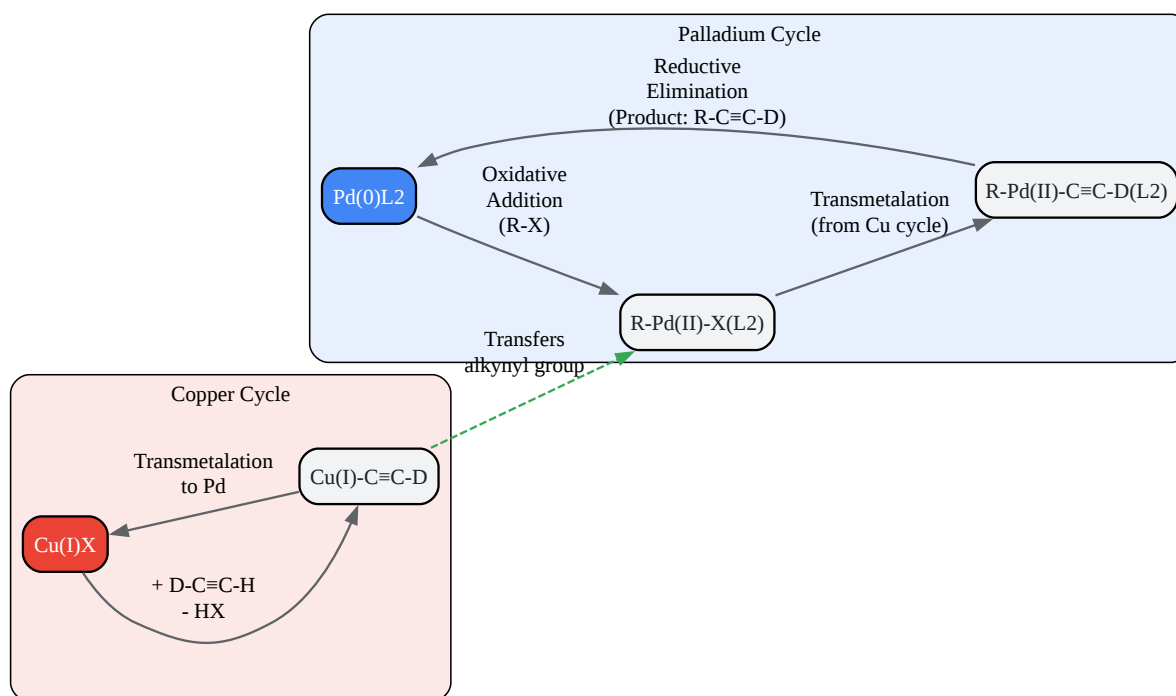 Palladium Cycle
Reductive
Elimination
(Product: R-C≡C-D)
Pd(0)L2
Oxidative
Addition
(R-X)
Transmetalation
(from Cu cycle)
R-Pd(II)-C≡C-D(L2)
R-Pd(II)-X(L2)
Transfers
alkynyl group
Copper Cycle
Transmetalation
to Pd
Cu(I)-C≡C-D
Cu(I)X
+ D-C≡C-H
- HX